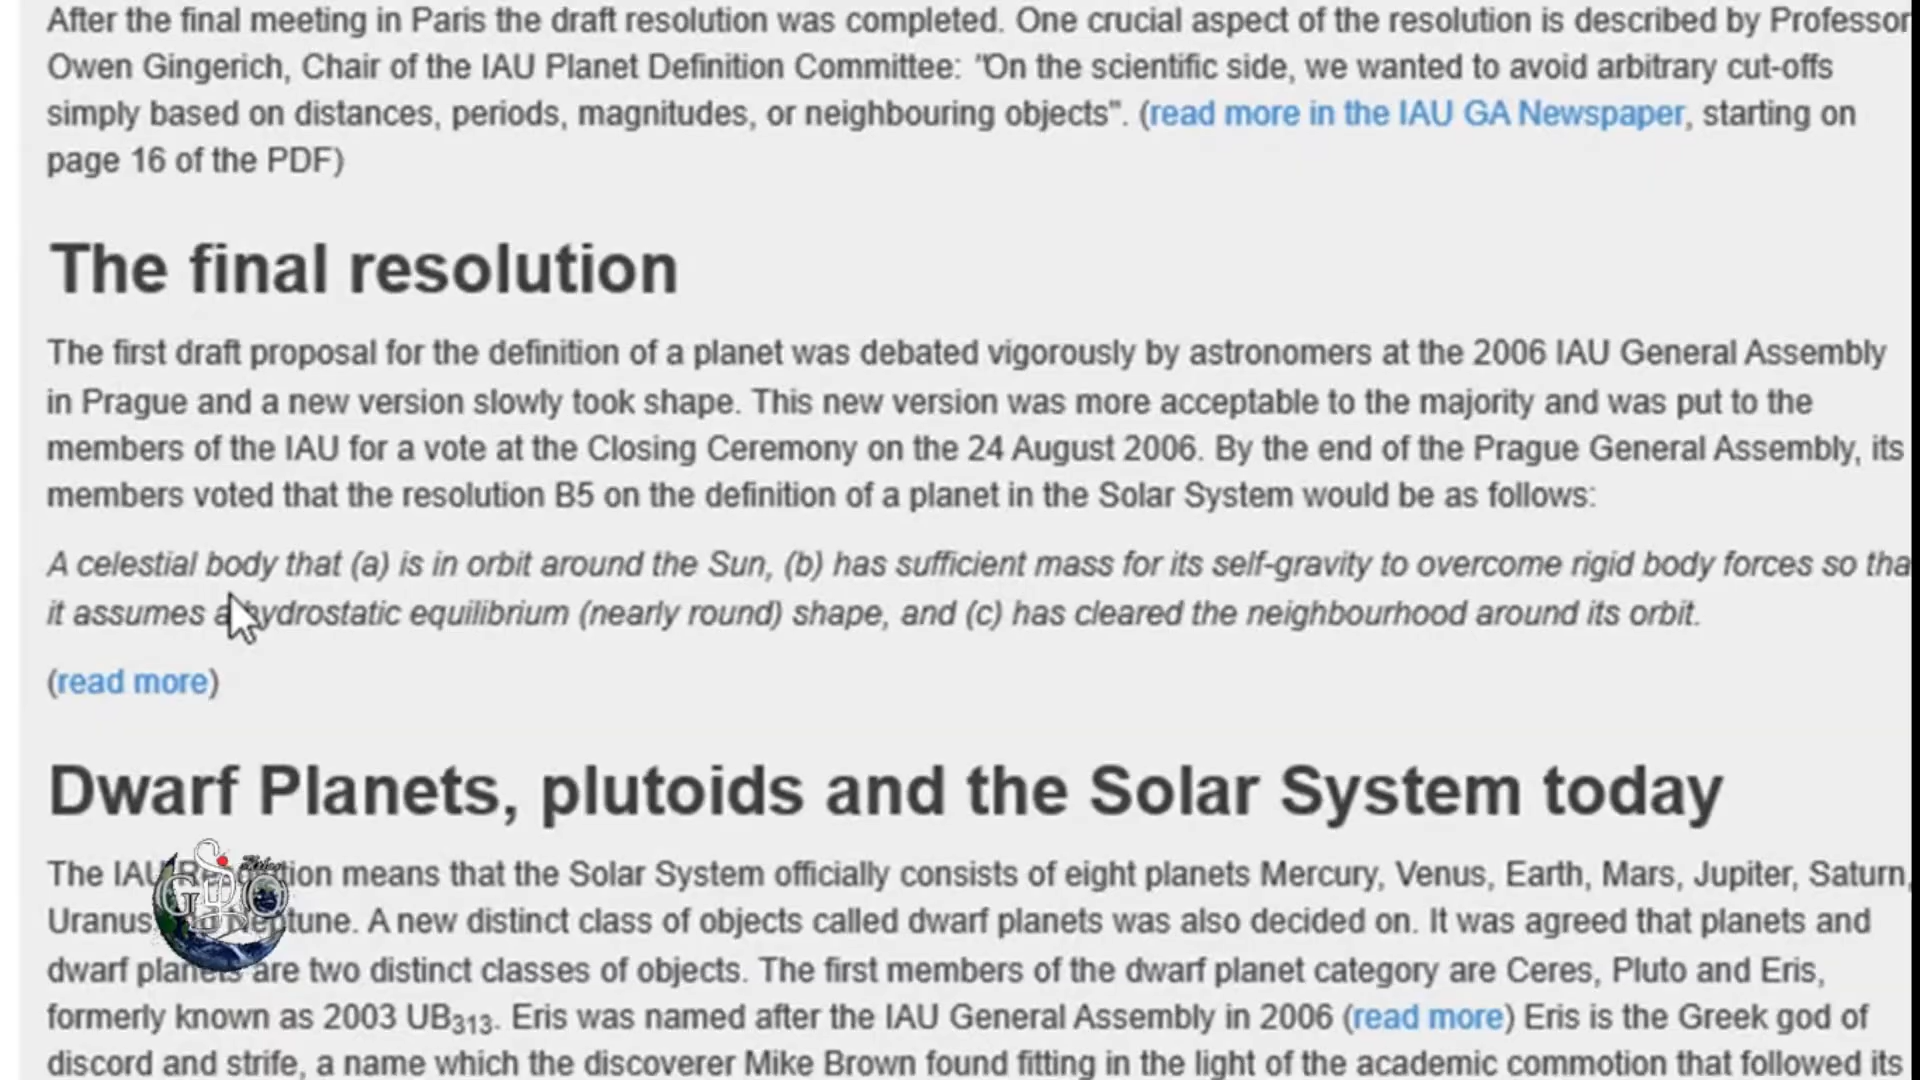 After the final meeting in Paris the draft resolution was completed. One crucial aspect of the resolution is described by Professor
Owen Gingerich, Chair of the IAU Planet Definition Committee: "On the scientific side, we wanted to avoid arbitrary cut-offs
simply based on distances, periods, magnitudes, or neighbouring objects". (read more in the IAU GA Newspaper, starting on
page 16 of the PDF)
The final resolution
The first draft proposal for the definition of a planet was debated vigorously by astronomers at the 2006 IAU General Assembly
in Prague and a new version slowly took shape. This new version was more acceptable to the majority and was put to the
members of the IAU for a vote at the Closing Ceremony on the 24 August 2006. By the end of the Prague General Assembly, its
members voted that the resolution B5 on the definition of a planet in the Solar System would be as follows:
A celestial body that (a) is in orbit around the Sun, (b) has sufficient mass for its self-gravity to overcome rigid body forces so tha
it assumes a hydrostatic equilibrium (nearly round) shape, and (c) has cleared the neighbourhood around its orbit.
(read more)
Dwarf Planets, plutoids and the Solar System today
The IAU Resolution means that the Solar System officially consists of eight planets Mercury, Venus, Earth, Mars, Jupiter, Saturn,
Uranus and Neptune. A new distinct class of objects called dwarf planets was also decided on. It was agreed that planets and
dwarf planets are two distinct classes of objects. The first members of the dwarf planet category are Ceres, Pluto and Eris,
formerly known as 2003 UB313. Eris was named after the IAU General Assembly in 2006 (read more) Eris is the Greek god of
discord and strife, a name which the discoverer Mike Brown found fitting in the light of the academic commotion that followed its